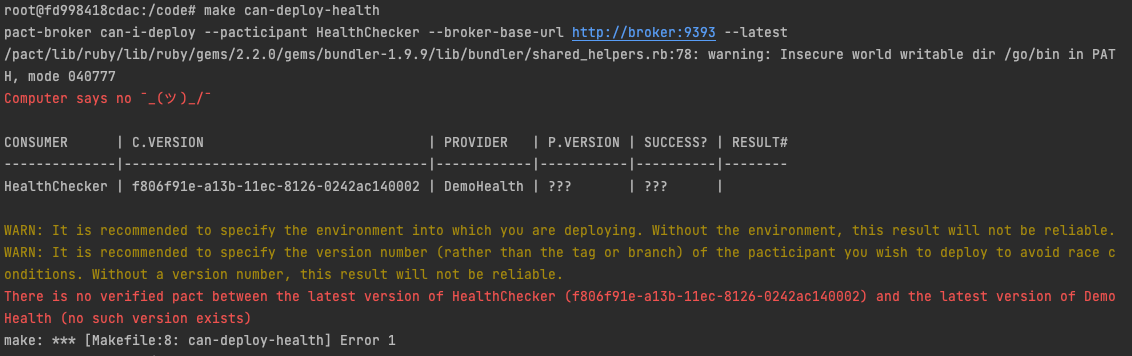 root@fd998418cdac:/code# make can-deploy-health
pact-broker can-i-deploy --pacticipant HealthChecker --broker-base-url http://broker:9393 --latest
/pact/lib/ruby/lib/ruby/gems/2.2.0/gems/bundler-1.9.9/lib/bundler/shared_helpers.rb:78: warning: Insecure world writable dir /go/bin in PAT
H, mode 040777
Computer says no ¯_(ツ)_/¯
CONSUMER      | C.VERSION                            | PROVIDER   | P.VERSION | SUCCESS? | RESULT#
--------------|--------------------------------------|------------|-----------|----------|--------
HealthChecker | f806f91e-a13b-11ec-8126-0242ac140002 | DemoHealth | ???       | ???      |
WARN: It is recommended to specify the environment into which you are deploying. Without the environment, this result will not be reliable.
WARN: It is recommended to specify the version number (rather than the tag or branch) of the pacticipant you wish to deploy to avoid race c
onditions. Without a version number, this result will not be reliable.
There is no verified pact between the latest version of HealthChecker (f806f91e-a13b-11ec-8126-0242ac140002) and the latest version of Demo
Health (no such version exists)
make: *** [Makefile:8: can-deploy-health] Error 1